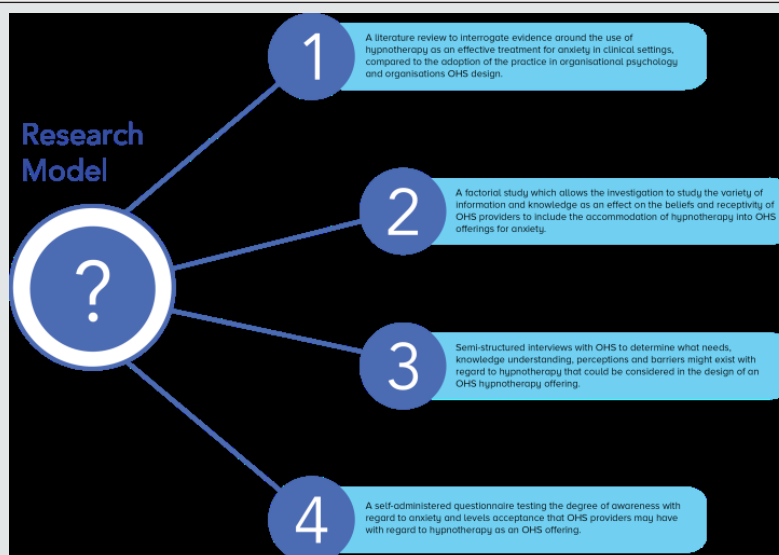 1
A literature review to interrogate evidence around the use of
hypnotherapy as an effective treatment for anxiety in clinical settings,
compared to the adoption of the practice in organisational psychology
and organisations OHS design.
Research
Model
?
2
A factorial study which allows the investigation to study the variety of
information and knowledge as an effect on the beliefs and receptivity of
OHS providers to include the accommodation of hypnotherapy into OHS
offerings for anxiety.
3
Semi-structured interviews with OHS to determine what needs,
knowledge understanding, perceptions and barriers might exist with
regard to hypnotherapy that could be considered in the design of an
OHS hypnotherapy offering.
4
A self-administered questionnaire testing the degree of awareness with
regard to anxiety and levels acceptance that OHS providers may have
with regard to hypnotherapy as an OHS offering.